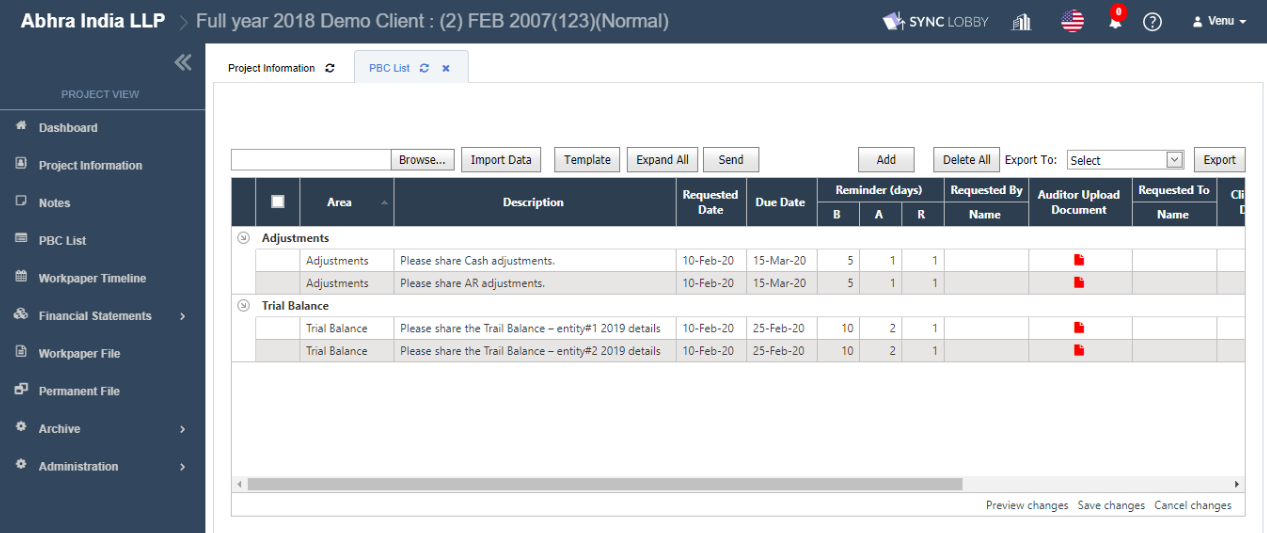 Abhra India LLP > Full year 2018 Demo Client : (2) FEB 2007(123)(Normal) SYNC LOBBY 0 ? Venu
Project Information PBC List x
PROJECT VIEW
Dashboard
Project Information
Notes
PBC List
Workpaper Timeline
Financial Statements >
Workpaper File
Permanent File
Archive >
Administration >
Browse... Import Data Template Expand All Send Add Delete All Export To: Select Export
Area Description Requested Date Due Date Reminder (days) Requested By Auditor Upload Document Requested To Cli
B A R Name Name
Adjustments
Adjustments Please share Cash adjustments. 10-Feb-20 15-Mar-20 5 1 1
Adjustments Please share AR adjustments. 10-Feb-20 15-Mar-20 5 1 1
Trial Balance
Trial Balance Please share the Trail Balance – entity#1 2019 details 10-Feb-20 25-Feb-20 10 2 1
Trial Balance Please share the Trail Balance – entity#2 2019 details 10-Feb-20 25-Feb-20 10 2 1
Preview changes Save changes Cancel changes